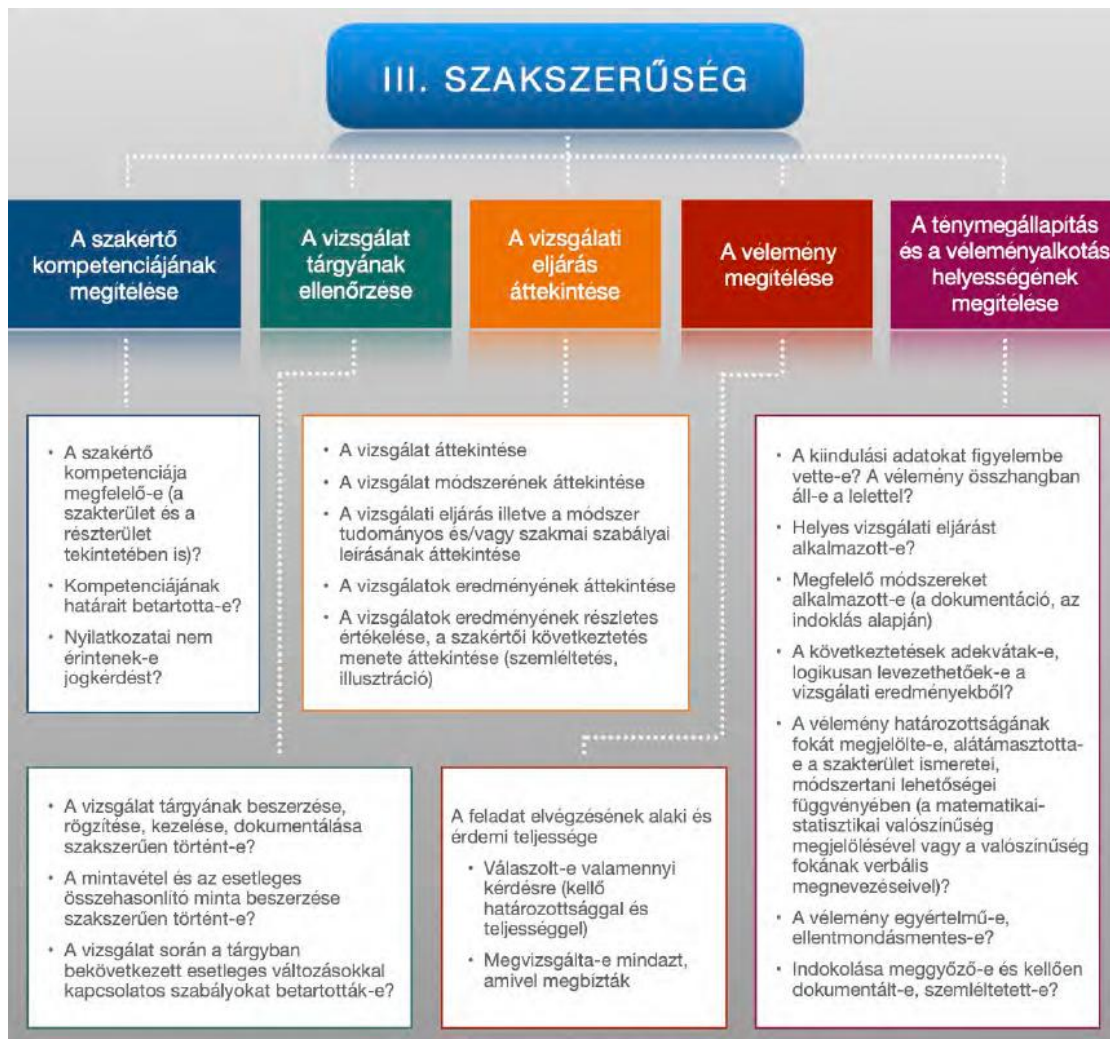 III. SZAKSZERŰSÉG
A szakértő
kompetenciájának
megítélése
A vizsgálat
tárgyának
ellenőrzése
A vizsgálati
eljárás
áttekintése
A vélemény
megítélése
A ténymegállapítás
és a véleményalkotás
helyességének
megítélése
• A szakértő
kompetenciája
megfelelő-e (a
szakterület és a
részterület
tekintetében is)?
• Kompetenciájának
határait betartotta-e?
• Nyilatkozatai nem
érintenek-e
jogkérdést?
• A vizsgálat áttekintése
• A vizsgálat módszerének áttekintése
• A vizsgálati eljárás illetve a módszer
tudományos és/vagy szakmai szabályai
leírásának áttekintése
• A vizsgálatok eredményének áttekintése
• A vizsgálatok eredményének részletes
értékelése, a szakértői következtetés
menete áttekintése (szemléltetés,
illusztráció)
• A kiindulási adatokat figyelembe
vette-e? A vélemény összhangban
áll-e a lelettel?
• Helyes vizsgálati eljárást
alkalmazott-e?
• Megfelelő módszereket
alkalmazott-e (a dokumentáció, az
indoklás alapján)
• A következtetések adekvátak-e,
logikusan levezethetőek-e a
vizsgálati eredményekből?
• A vélemény határozottságának
fokát megjelölte-e, alátámasztotta-
e a szakterület ismeretei,
módszertani lehetőségei
függvényében (a matematikai-
statisztikai valószínűség
megjelölésével vagy a valószínűség
fokának verbális
megnevezéseivel)?
• A vélemény egyértelmű-e,
ellentmondásmentes-e?
• Indokolása meggyőző-e és kellően
dokumentált-e, szemléltetett-e?
• A vizsgálat tárgyának beszerzése,
rögzítése, kezelése, dokumentálása
szakszerűen történt-e?
• A mintavétel és az esetleges
összehasonlító minta beszerzése
szakszerűen történt-e?
• A vizsgálat során a tárgyban
bekövetkezett esetleges változásokkal
kapcsolatos szabályokat betartották-e?
A feladat elvégzésének alaki és
érdemi teljessége
• Válaszolt-e valamennyi
kérdésre (kellő
határozottsággal és
teljességgel)
• Megvizsgálta-e mindazt,
amivel megbízták